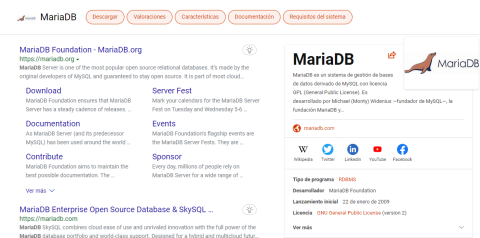 MariaDB
Descargar
Valoraciones
Características
Documentación
Requisitos del sistema
MariaDB Foundation - MariaDB.org
https://mariadb.org
MariaDB Server is one of the most popular open source relational databases. It's made by the
original developers of MySQL and guaranteed to stay open source. It is part of most cloud...
Download
MariaDB Foundation ensures that MariaDB
Server has a steady cadence of releases. ...
Server Fest
Mark your calendars for the MariaDB Server
Fest on Tuesday and Wednesday 5-6 ...
Documentation
As MariaDB Server (and its predecessor
MySQL) has been used around the world ...
Events
MariaDB Foundation's flagship events are
the MariaDB Server Fests. They are ...
Contribute
MariaDB Foundation aims to maintain the
best possible documentation. The ...
Sponsor
Every day, millions of people rely on
MariaDB Server for a wide range of ...
Ver más
MariaDB Enterprise Open Source Database & SkySQL ...
https://mariadb.com
MariaDB SkySQL combines cloud ease of use and unrivaled innovation with the full power of the
MariaDB database portfolio and world-class support. Designed for a hybrid and multicloud future
MariaDB
MariaDB
MariaDB es un sistema de gestión de bases
de datos derivado de MySQL con licencia
GPL (General Public License). Es
desarrollado por Michael (Monty) Widenius —fundador de MySQL—, la
fundación MariaDB y...
mariadb.com
W
Wikipedia
Twitter
in
LinkedIn
YouTube
Facebook
Tipo de programa RDBMS
Desarrollador MariaDB Foundation
Lanzamiento inicial 22 de enero de 2009
Licencia GNU General Public License (version 2)
Ver más